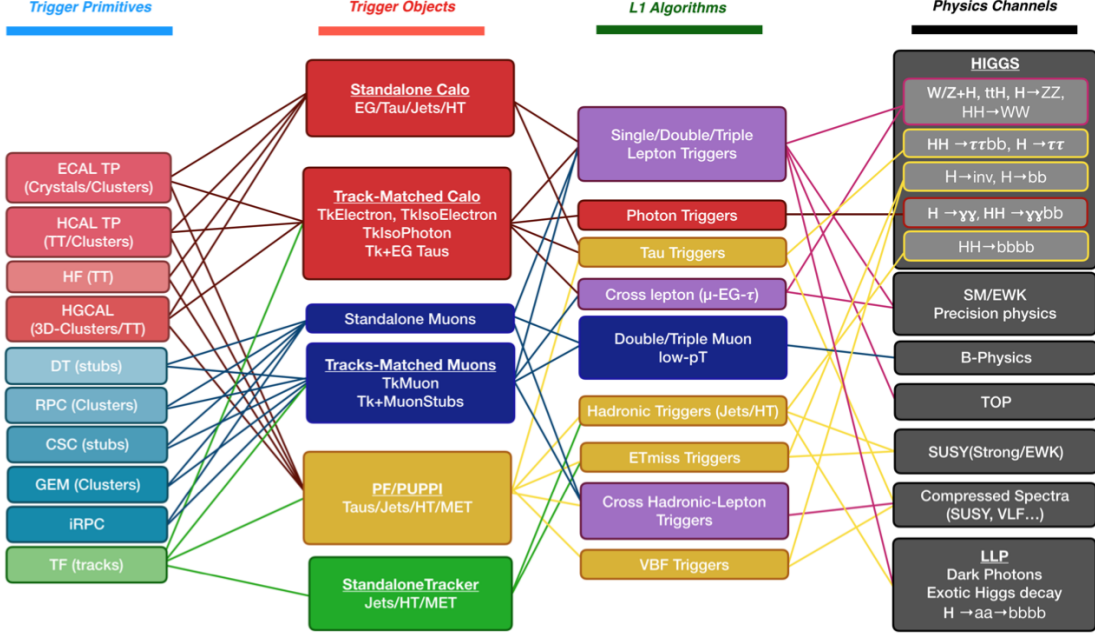 Trigger Primitives
Trigger Objects
L1 Algorithms
Physics Channels
ECAL TP
(Crystals/Clusters)
HCAL TP
(TT/Clusters)
HF (TT)
HGCAL
(3D-Clusters/TT)
DT (stubs)
RPC (Clusters)
CSC (stubs)
GEM (Clusters)
iRPC
TF (tracks)
Standalone Calo
EG/Tau/Jets/HT
Track-Matched Calo
TkElectron, TkIsoElectron
TkIsoPhoton
Tk+EG Taus
Standalone Muons
Tracks-Matched Muons
TkMuon
Tk+MuonStubs
PF/PUPPI
Taus/Jets/HT/MET
StandaloneTracker
Jets/HT/MET
Single/Double/Triple
Lepton Triggers
Photon Triggers
Tau Triggers
Cross lepton (μ-EG-τ)
Double/Triple Muon
low-pT
Hadronic Triggers (Jets/HT)
ETmiss Triggers
Cross Hadronic-Lepton
Triggers
VBF Triggers
HIGGS
W/Z+H, ttH, H→ZZ,
HH→WW
HH →ττbb, H →ττ
H→inv, H→bb
H →ɣɣ, HH →ɣɣbb
HH→bbbb
SM/EWK
Precision physics
B-Physics
TOP
SUSY(Strong/EWK)
Compressed Spectra
(SUSY, VLF…)
LLP
Dark Photons
Exotic Higgs decay
H →aa→bbbb